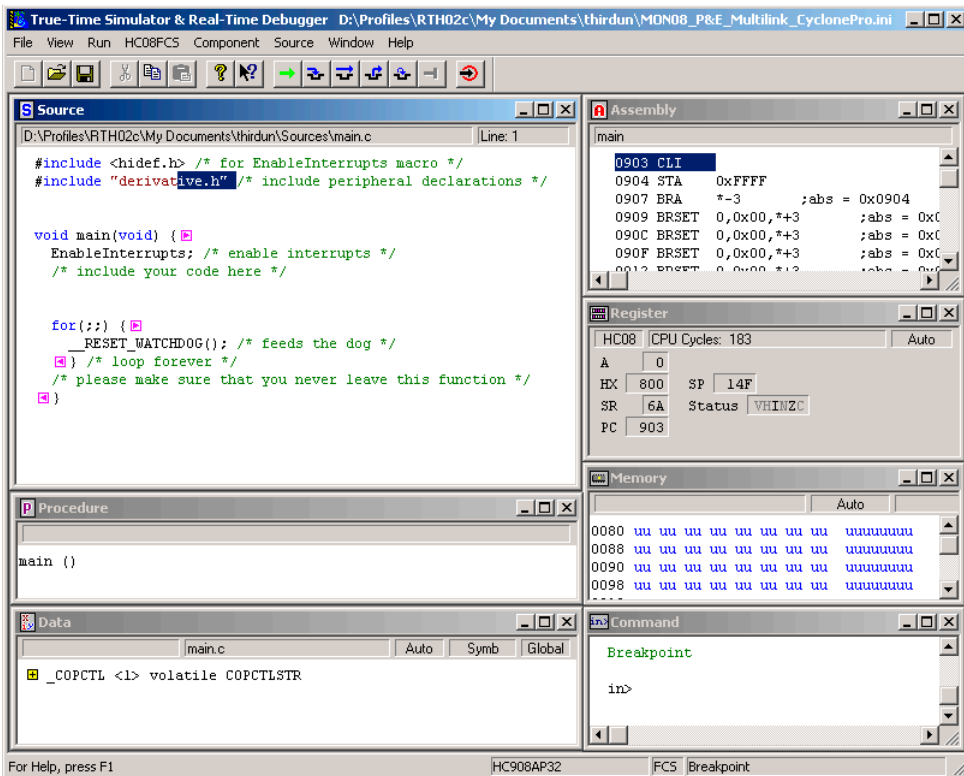 True-Time Simulator & Real-Time Debugger D:\Profiles\RTH02c\My Documents\thirdun\MON08_P&E_Multilink_CyclonePro.ini
File View Run HC08FCS Component Source Window Help
Source
D:\Profiles\RTH02c\My Documents\thirdun\Sources\main.c Line: 1
#include <hidef.h> /* for EnableInterrupts macro */
#include "derivative.h" /* include peripheral declarations */
void main(void) {
EnableInterrupts; /* enable interrupts */
/* include your code here */
for(;;) {
__RESET_WATCHDOG(); /* feeds the dog */
} /* loop forever */
/* please make sure that you never leave this function */
}
Assembly
main
0903 CLI
0904 STA 0xFFFF
0907 BRA *-3 ;abs = 0x0904
0909 BRSET 0,0x00,*+3 ;abs = 0x0
090C BRSET 0,0x00,*+3 ;abs = 0x0
090F BRSET 0,0x00,*+3 ;abs = 0x0
Register
HC08 CPU Cycles: 183 Auto
A 0
HX 800 SP 14F
SR 6A Status VHINZC
PC 903
Procedure
main ()
Memory
Auto
0080 uu uu uu uu uu uu uu uu uuuuuuuu
0088 uu uu uu uu uu uu uu uu uuuuuuuu
0090 uu uu uu uu uu uu uu uu uuuuuuuu
0098 uu uu uu uu uu uu uu uu uuuuuuuu
Data
main.c Auto Symb Global
_COPCTL <1> volatile COPCTLSTR
Command
Breakpoint
in>
For Help, press F1 HC908AP32 FCS Breakpoint